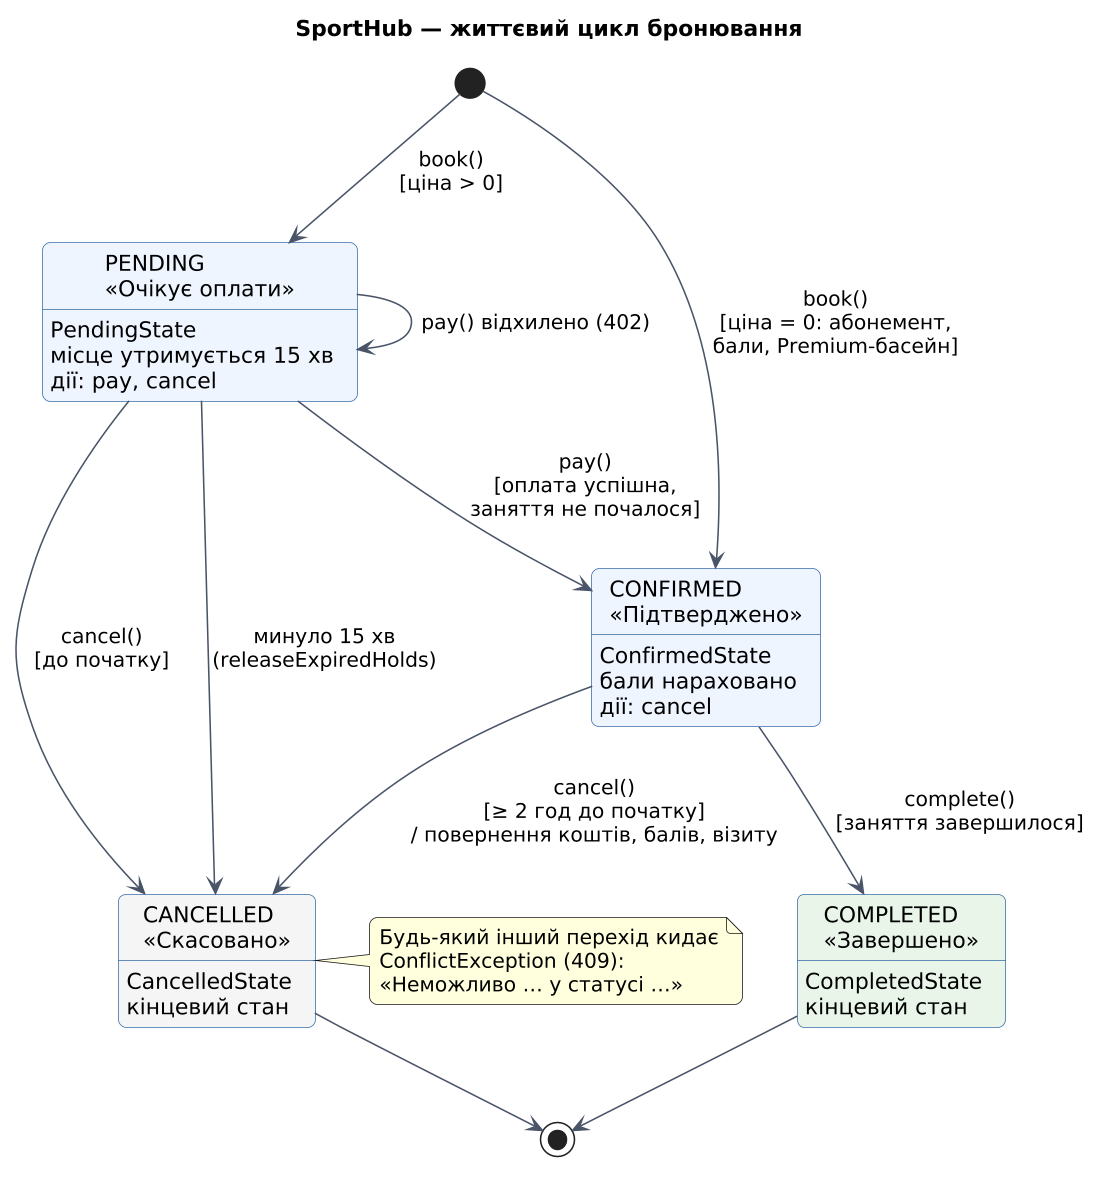 SportHub — життєвий цикл бронювання
book()
[ціна > 0]
PENDING
«Очікує оплати»
PendingState
місце утримується 15 хв
дії: pay, cancel
pay() відхилено (402)
book()
[ціна = 0: абонемент,
бали, Premium-басейн]
pay()
[оплата успішна,
заняття не почалося]
CONFIRMED
«Підтверджено»
ConfirmedState
бали нараховано
дії: cancel
cancel()
[до початку]
минуло 15 хв
(releaseExpiredHolds)
cancel()
[≥ 2 год до початку]
/ повернення коштів, балів, візиту
complete()
[заняття завершилося]
CANCELLED
«Скасовано»
CancelledState
кінцевий стан
Будь-який інший перехід кидає
ConflictException (409):
«Неможливо … у статусі …»
COMPLETED
«Завершено»
CompletedState
кінцевий стан